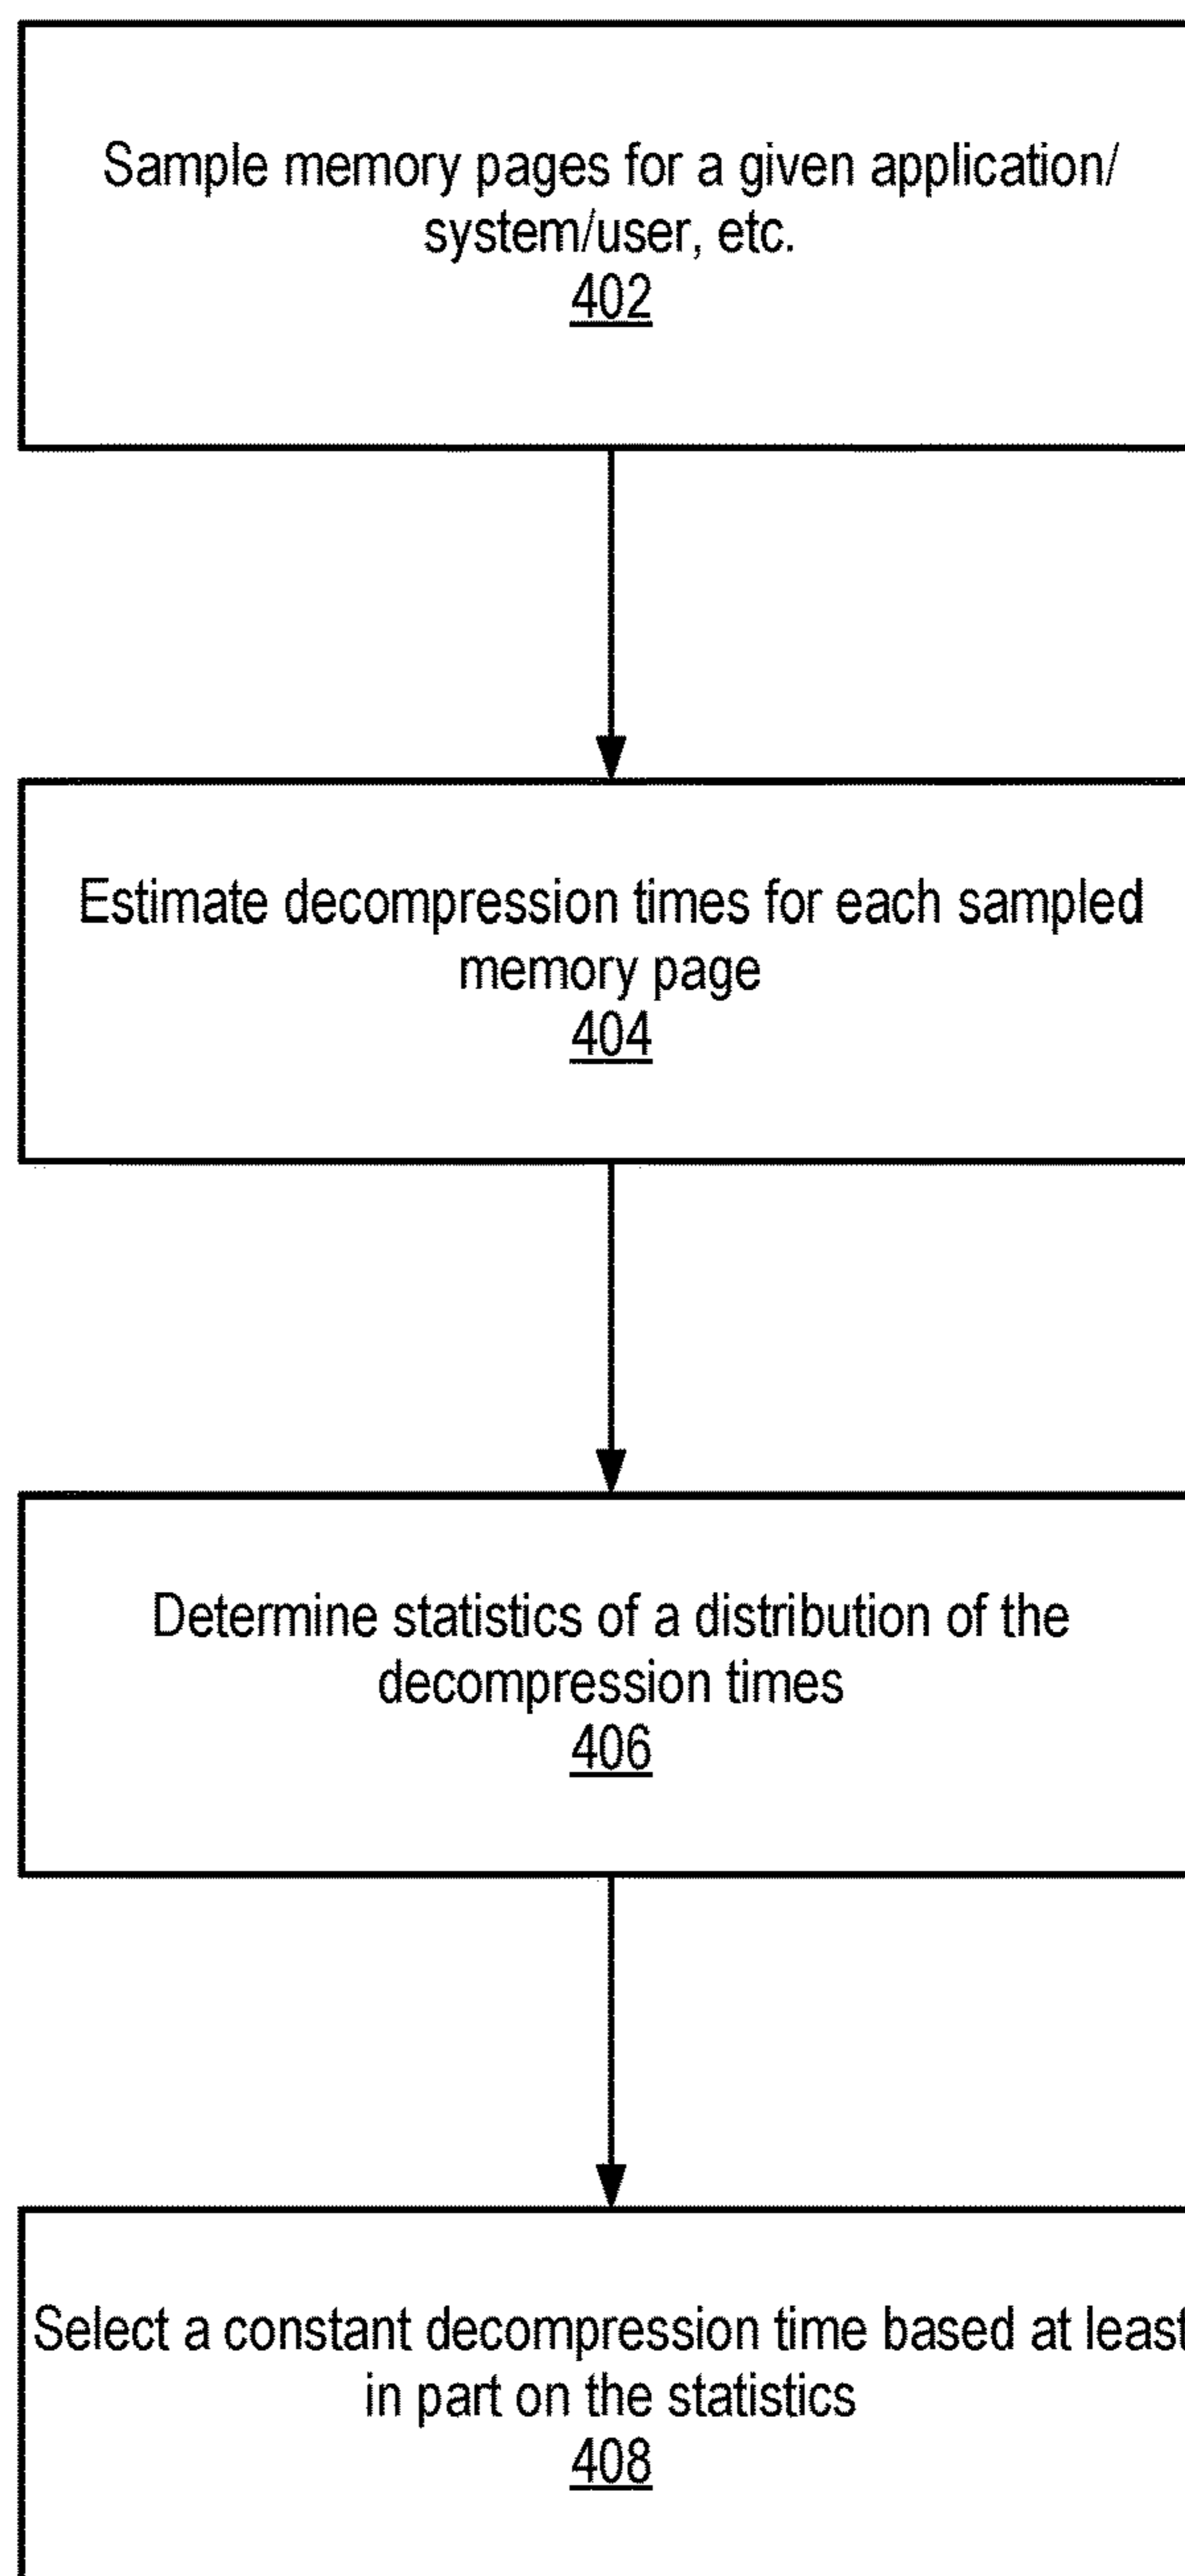 Sample memory pages for a given application/
system/user, etc.
402
Estimate decompression times for each sampled
memory page
404
Determine statistics of a distribution of the
decompression times
406
Select a constant decompression time based at least
in part on the statistics
408